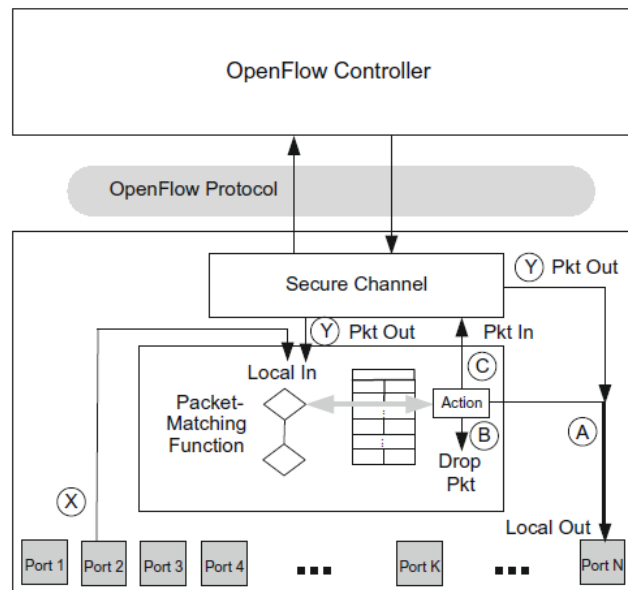 OpenFlow Controller
OpenFlow Protocol
Secure Channel
Y Pkt Out
Y Pkt Out
Pkt In
Local In
C
Packet-
Matching
Function
Action
A
B
Drop
Pkt
X
Local Out
Port 1
Port 2
Port 3
Port 4
...
Port K
...
Port N